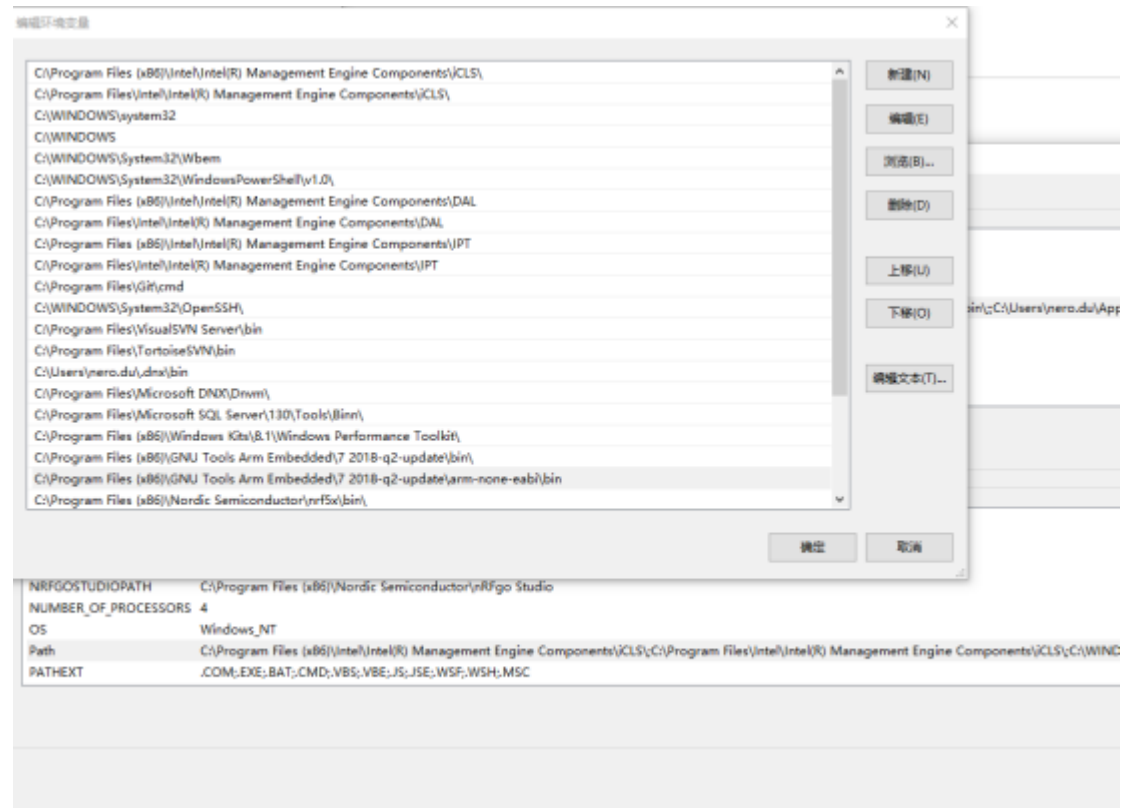 编辑环境变量
C:\Program Files (x86)\Intel\Intel(R) Management Engine Components\iCLS\
C:\Program Files\Intel\Intel(R) Management Engine Components\iCLS\
C:\WINDOWS\system32
C:\WINDOWS
C:\WINDOWS\System32\Wbem
C:\WINDOWS\System32\WindowsPowerShell\v1.0\
C:\Program Files (x86)\Intel\Intel(R) Management Engine Components\DAL
C:\Program Files\Intel\Intel(R) Management Engine Components\DAL
C:\Program Files (x86)\Intel\Intel(R) Management Engine Components\IPT
C:\Program Files\Intel\Intel(R) Management Engine Components\IPT
C:\Program Files\Git\cmd
C:\WINDOWS\System32\OpenSSH\
C:\Program Files\VisualSVN Server\bin
C:\Program Files\TortoiseSVN\bin
C:\Users\nero.du\.dnx\bin
C:\Program Files\Microsoft DNX\Dnvm\
C:\Program Files\Microsoft SQL Server\130\Tools\Binn\
C:\Program Files (x86)\Windows Kits\8.1\Windows Performance Toolkit\
C:\Program Files (x86)\GNU Tools Arm Embedded\7 2018-q2-update\bin\
C:\Program Files (x86)\GNU Tools Arm Embedded\7 2018-q2-update\arm-none-eabi\bin
C:\Program Files (x86)\Nordic Semiconductor\nrf5x\bin\
新建(N)
编辑(E)
浏览(B)...
删除(D)
上移(U)
下移(O)
编辑文本(T)...
确定
取消
bin\;C:\Users\nero.du\App
NRFGOSTUDIOPATH C:\Program Files (x86)\Nordic Semiconductor\nRFgo Studio
NUMBER_OF_PROCESSORS 4
OS Windows_NT
Path C:\Program Files (x86)\Intel\Intel(R) Management Engine Components\iCLS\;C:\Program Files\Intel\Intel(R) Management Engine Components\iCLS\;C:\WIND
PATHEXT .COM;.EXE;.BAT;.CMD;.VBS;.VBE;.JS;.JSE;.WSF;.WSH;.MSC